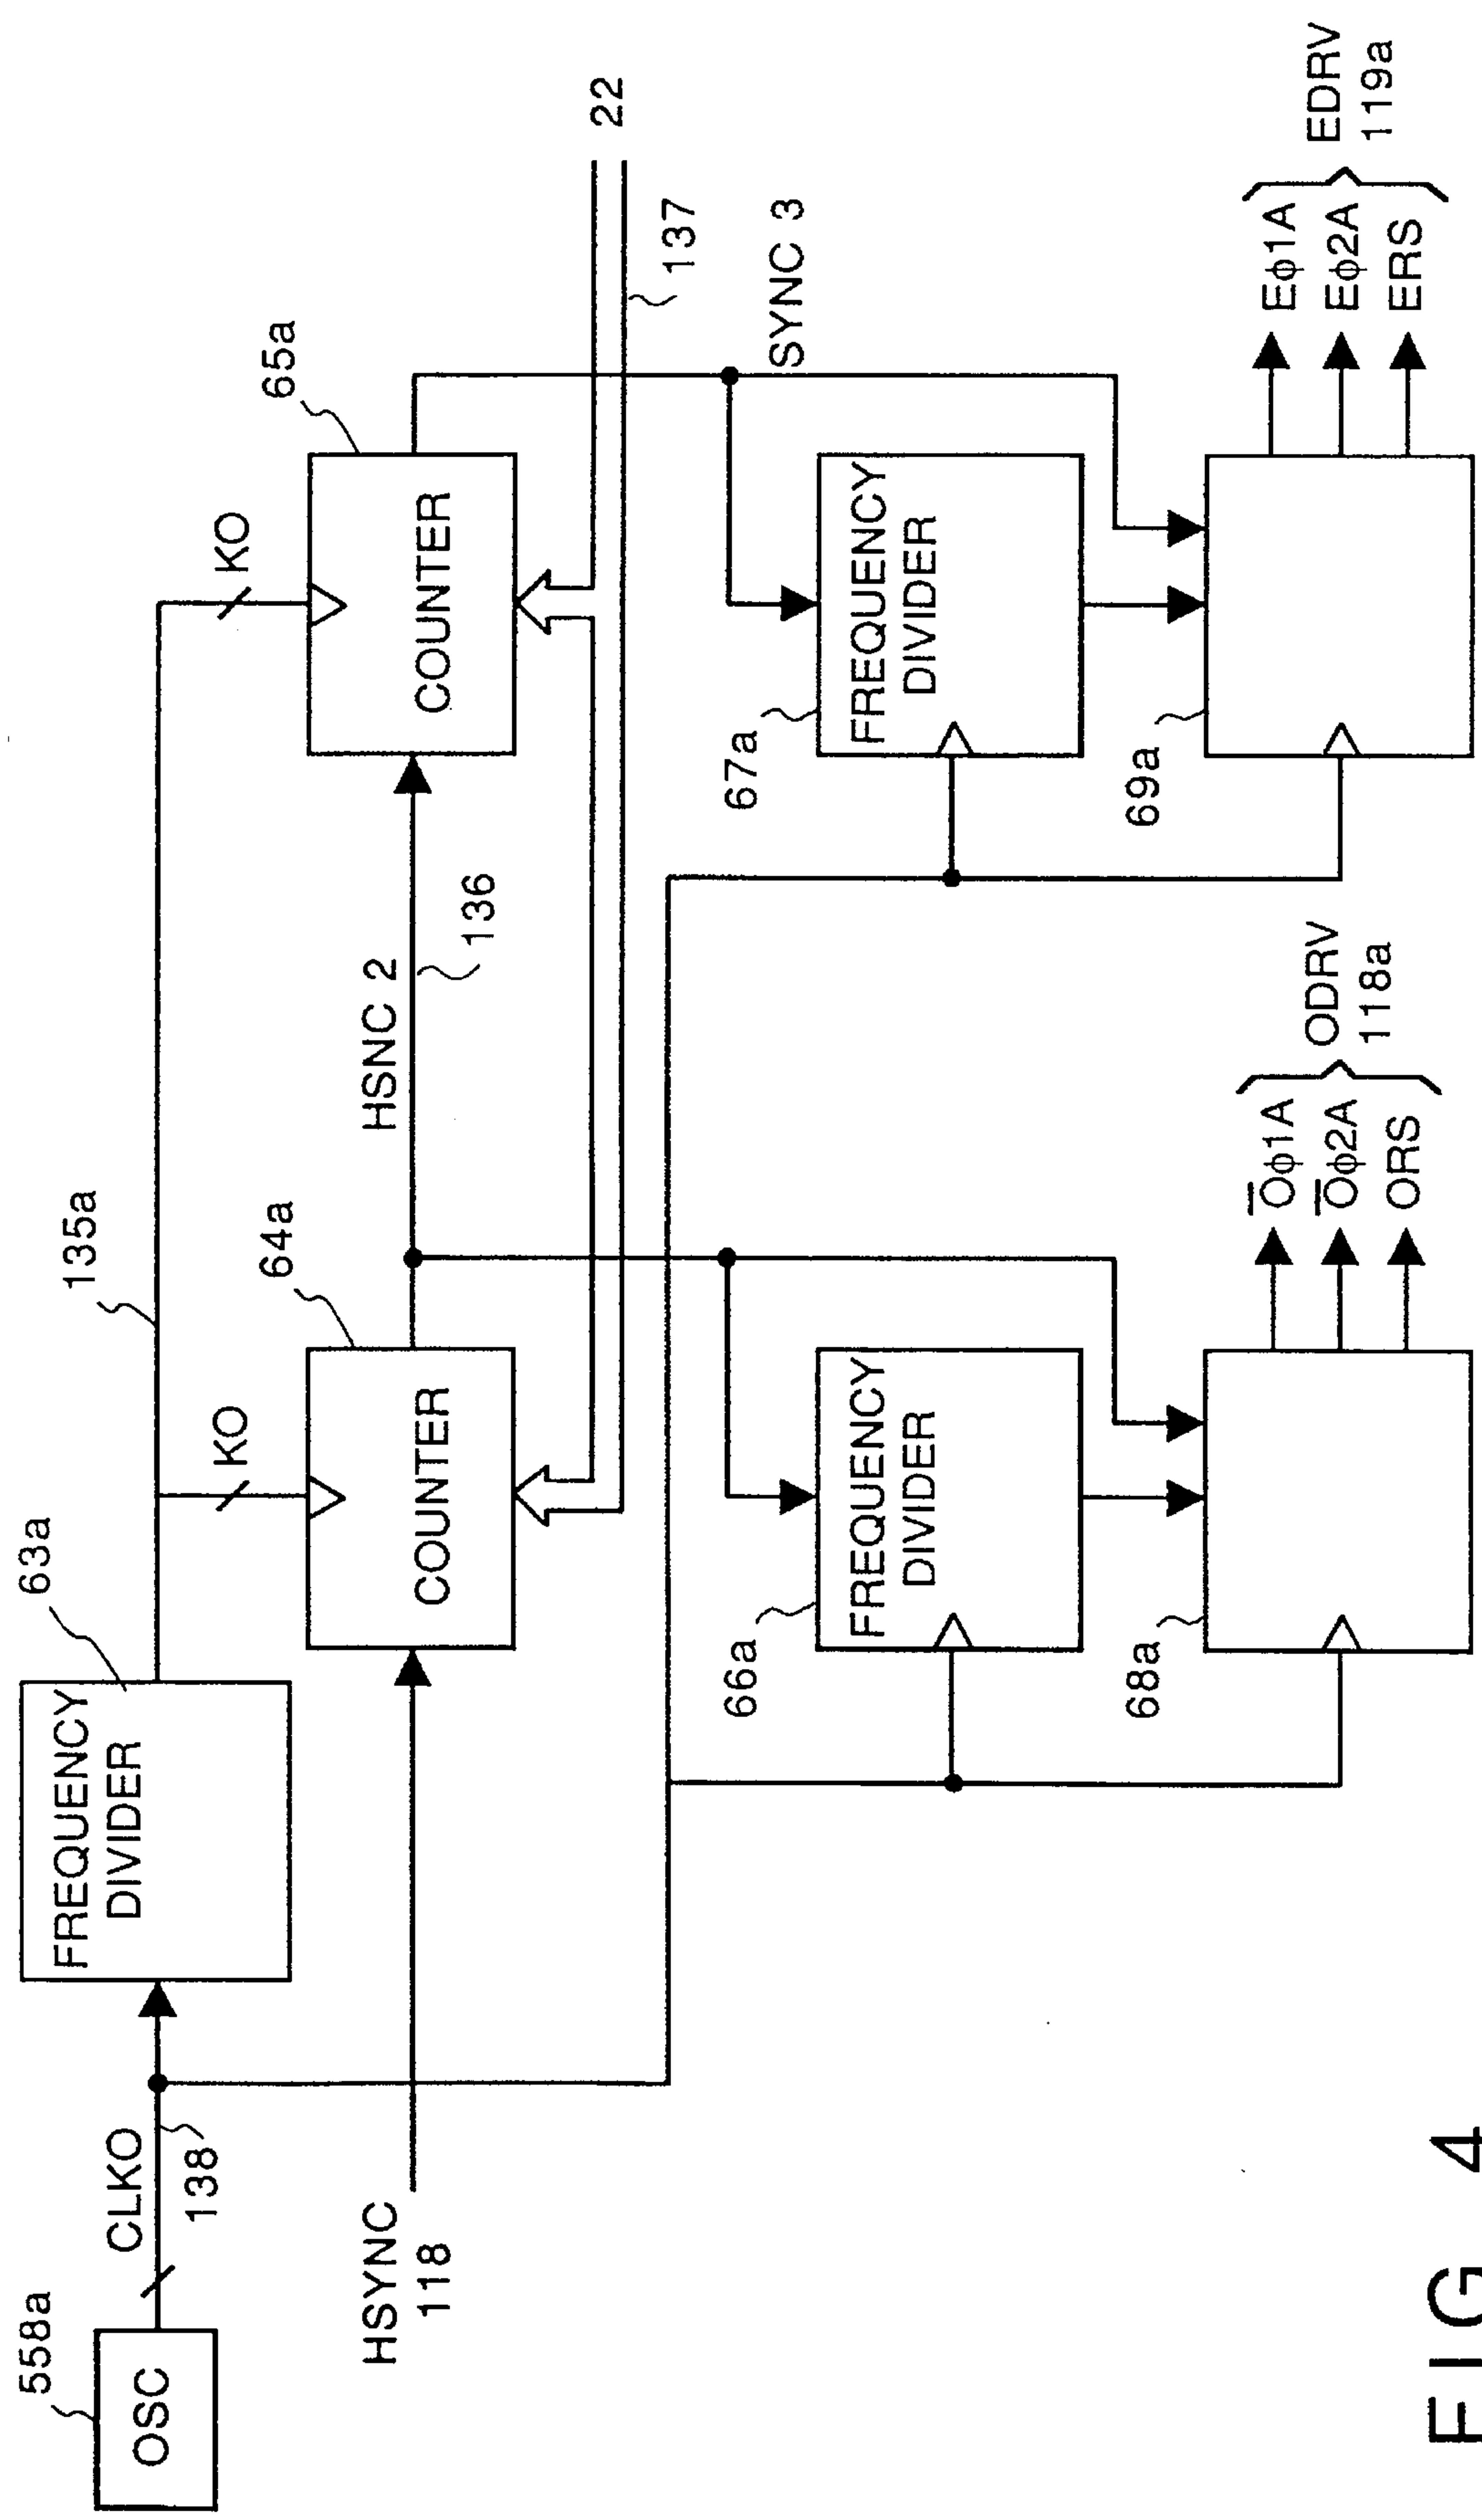 558a
OSC
CLKO
138
FREQUENCY
DIVIDER
63a
135a
HSYNC
118
KO
COUNTER
64a
HSNC 2
136
KO
COUNTER
65a
22
137
SYNC 3
66a
FREQUENCY
DIVIDER
67a
FREQUENCY
DIVIDER
68a
O̅ϕ1A
O̅ϕ2A
ORS
ODRV
118a
69a
Eϕ1A
Eϕ2A
ERS
EDRV
119a
FIG 4